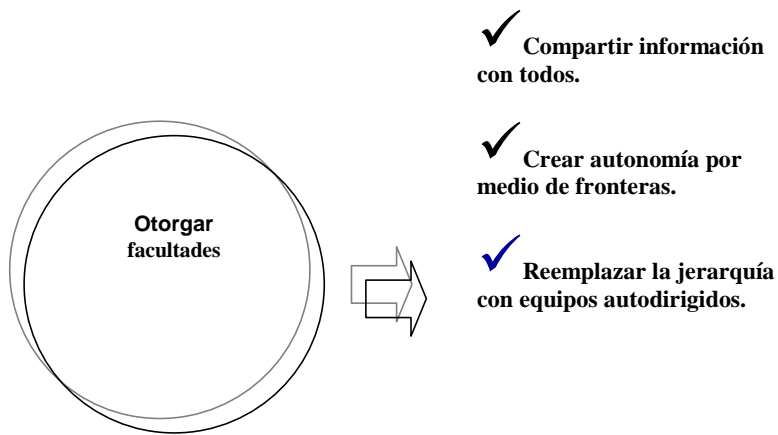 Otorgar
facultades
Compartir información
con todos.
Crear autonomía por
medio de fronteras.
Reemplazar la jerarquía
con equipos autodirigidos.